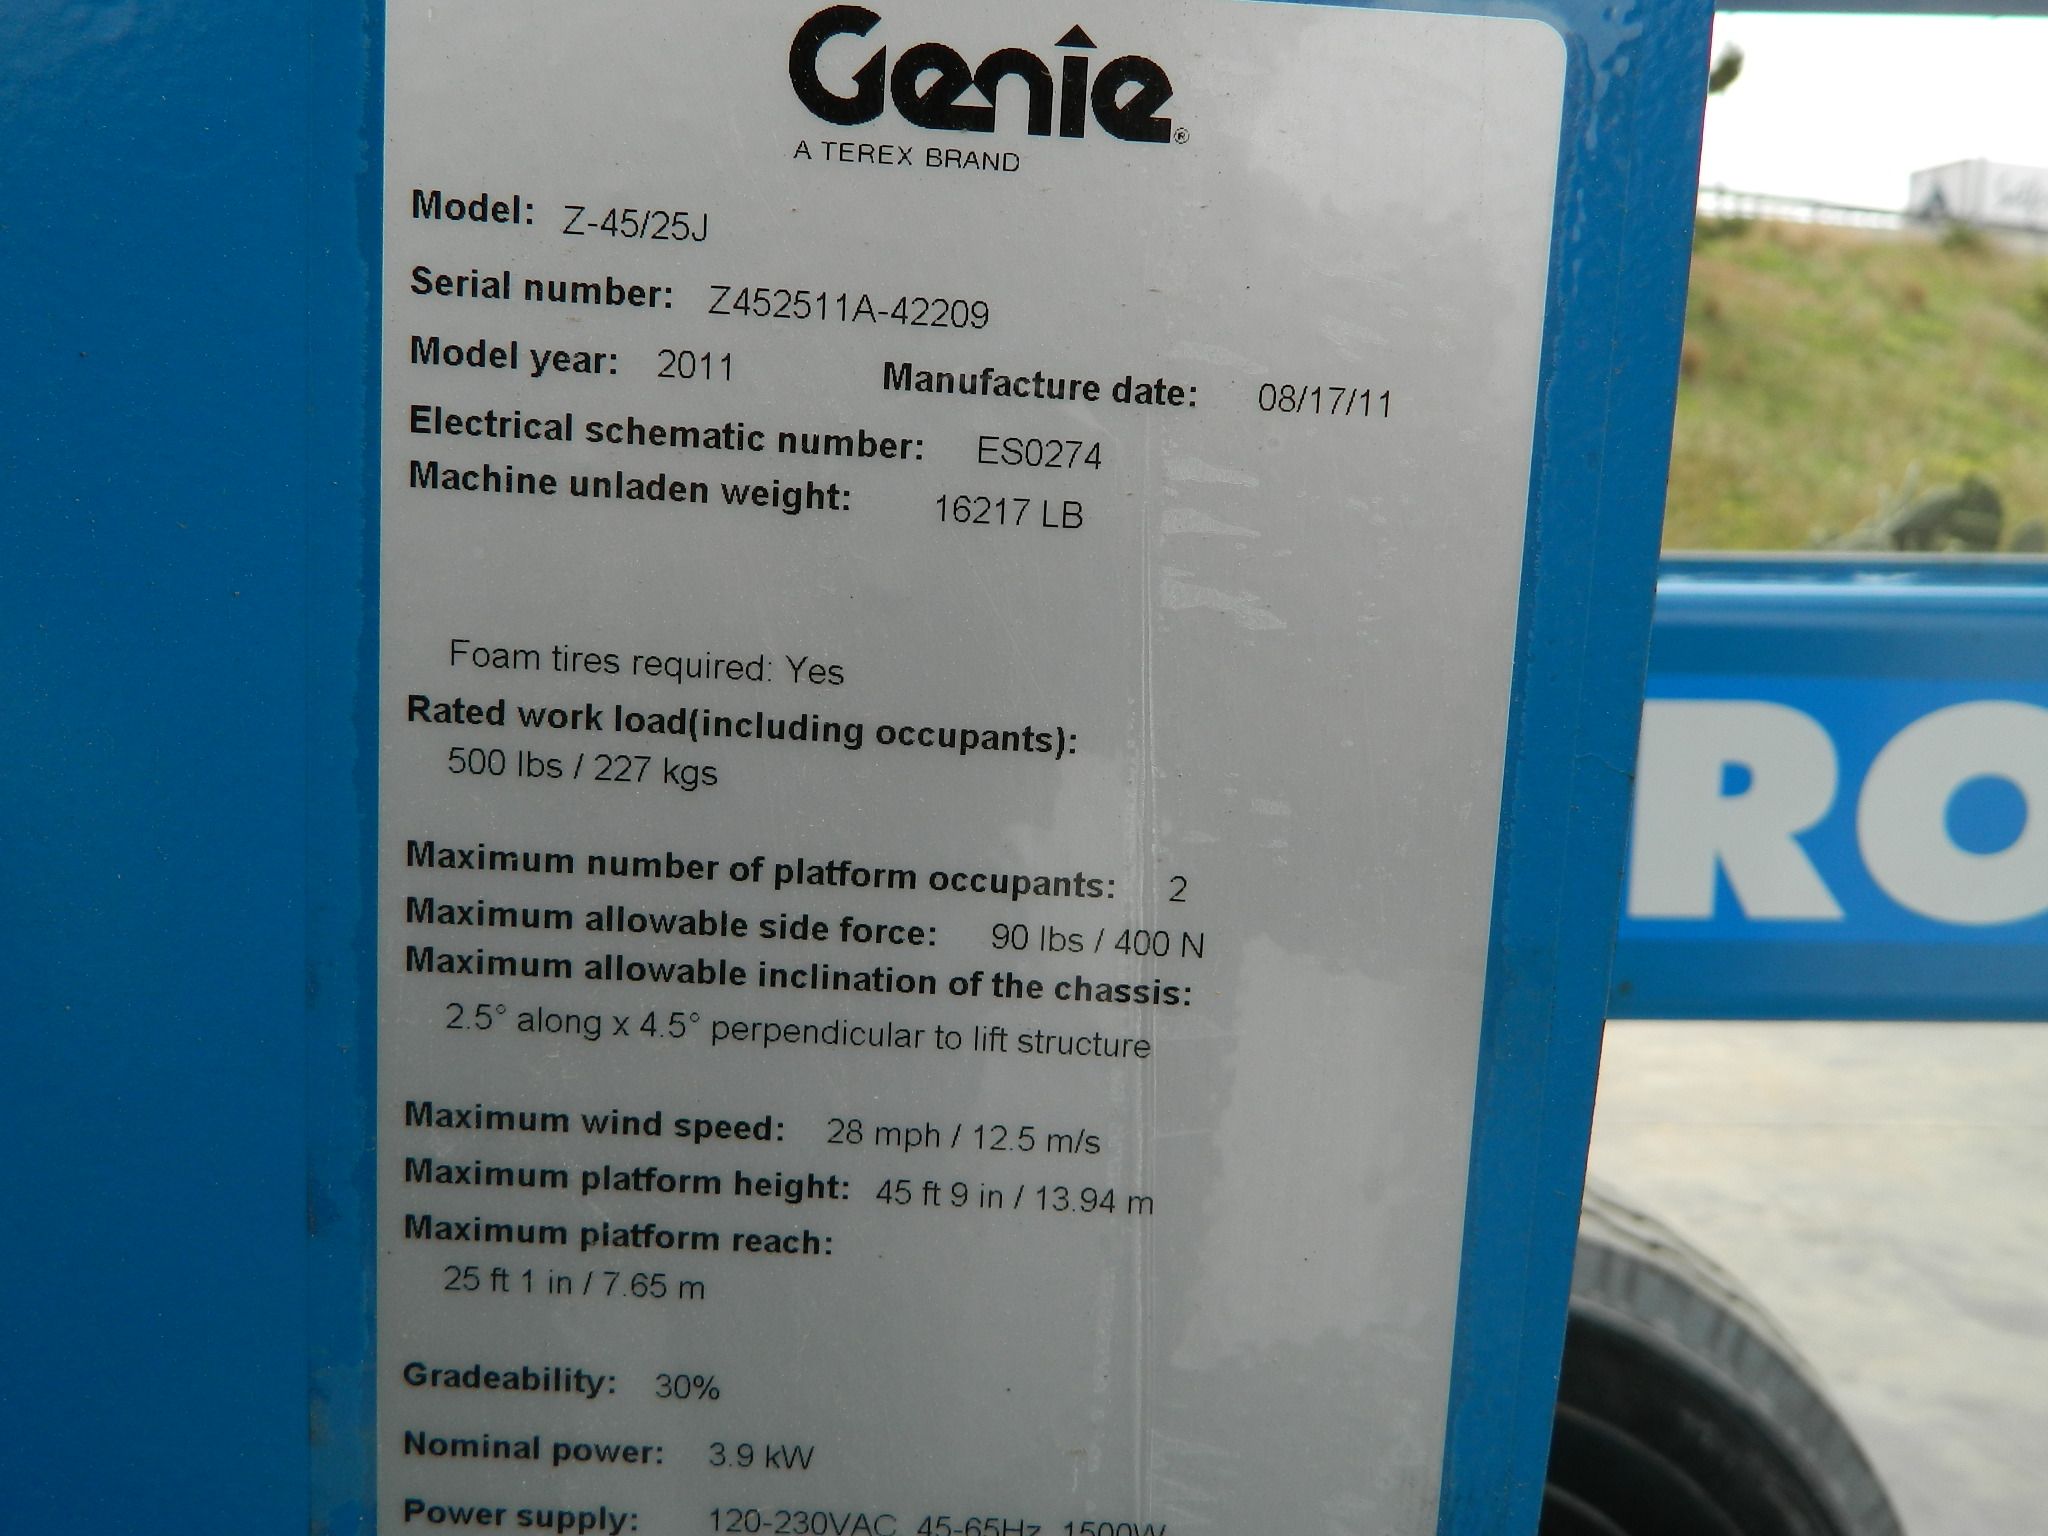 Genie®
A TEREX BRAND
Model: Z-45/25J
Serial number: Z452511A-42209
Model year: 2011 Manufacture date: 08/17/11
Electrical schematic number: ES0274
Machine unladen weight: 16217 LB
Foam tires required: Yes
Rated work load(including occupants):
500 lbs / 227 kgs
Maximum number of platform occupants: 2
Maximum allowable side force: 90 lbs / 400 N
Maximum allowable inclination of the chassis:
2.5° along x 4.5° perpendicular to lift structure
Maximum wind speed: 28 mph / 12.5 m/s
Maximum platform height: 45 ft 9 in / 13.94 m
Maximum platform reach:
25 ft 1 in / 7.65 m
Gradeability: 30%
Nominal power: 3.9 kW
Power supply: 120-230VAC 45-65Hz 1500W
RO